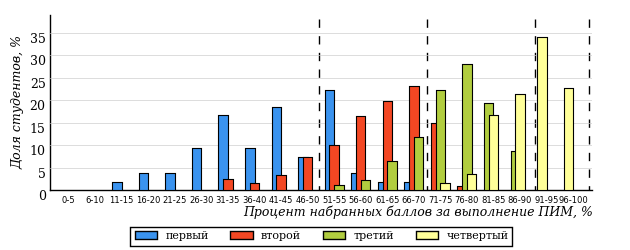 Доля студентов, %
35
30
25
20
15
10
5
0
0-5 6-10 11-15 16-20 21-25 26-30 31-35 36-40 41-45 46-50 51-55 56-60 61-65 66-70 71-75 76-80 81-85 86-90 91-95 96-100
Процент набранных баллов за выполнение ПИМ, %
первый второй третий четвертый